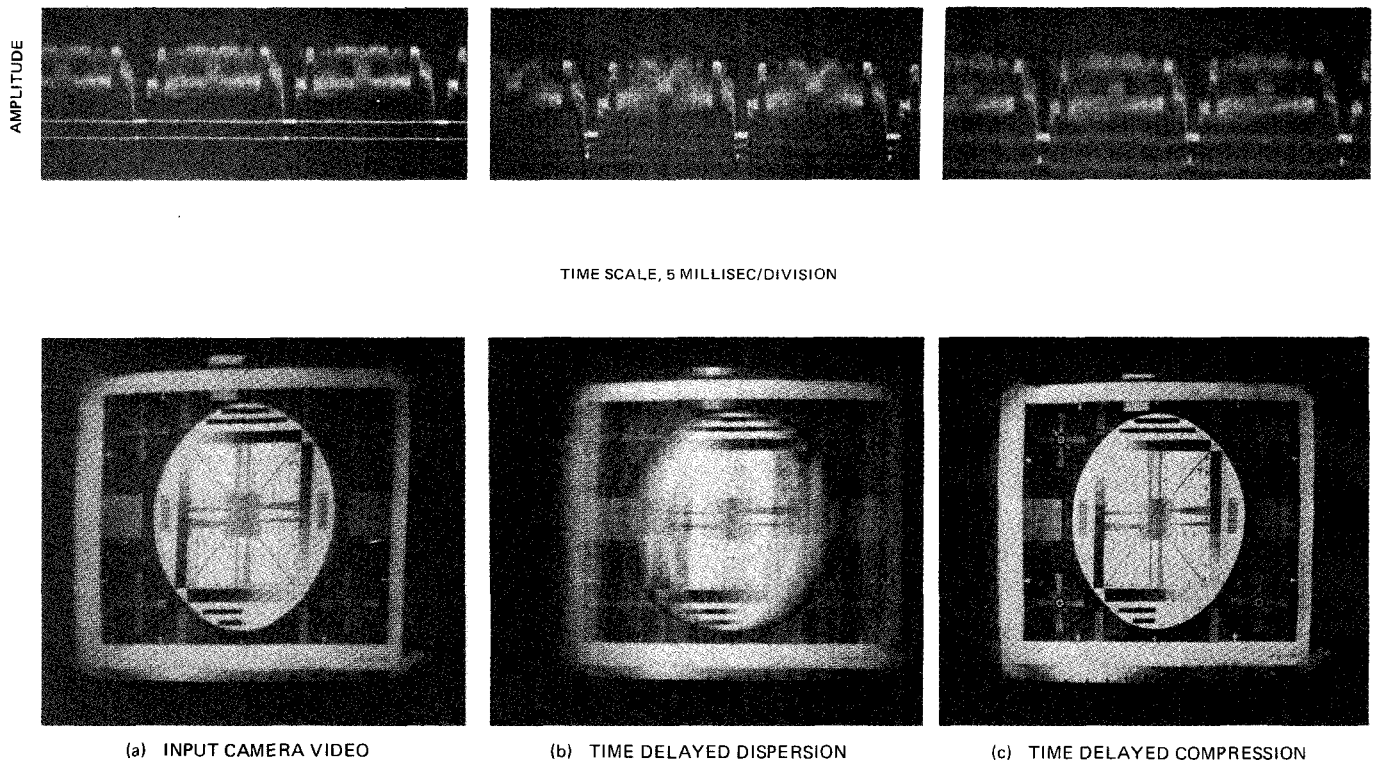 AMPLITUDE
TIME SCALE, 5 MILLISEC/DIVISION
(a) INPUT CAMERA VIDEO
(b) TIME DELAYED DISPERSION
(c) TIME DELAYED COMPRESSION